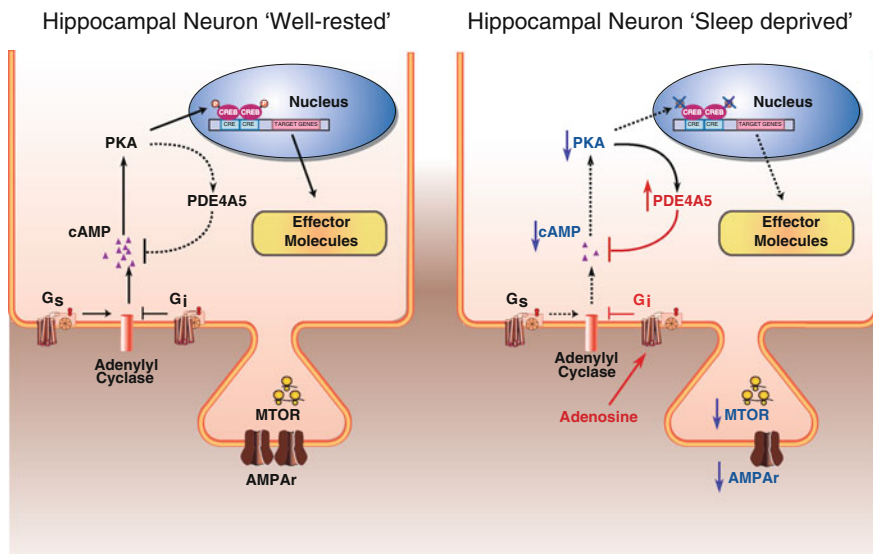 Hippocampal Neuron ‘Well-rested’
Nucleus
CREB CREB
CRE CRE TARGET GENES
PKA
PDE4A5
cAMP
Effector
Molecules
Gs
Gi
Adenylyl
Cyclase
MTOR
AMPAr
Hippocampal Neuron ‘Sleep deprived’
Nucleus
CREB CREB
CRE CRE TARGET GENES
PKA
PDE4A5
cAMP
Effector
Molecules
Gs
Gi
Adenylyl
Cyclase
Adenosine
MTOR
AMPAr